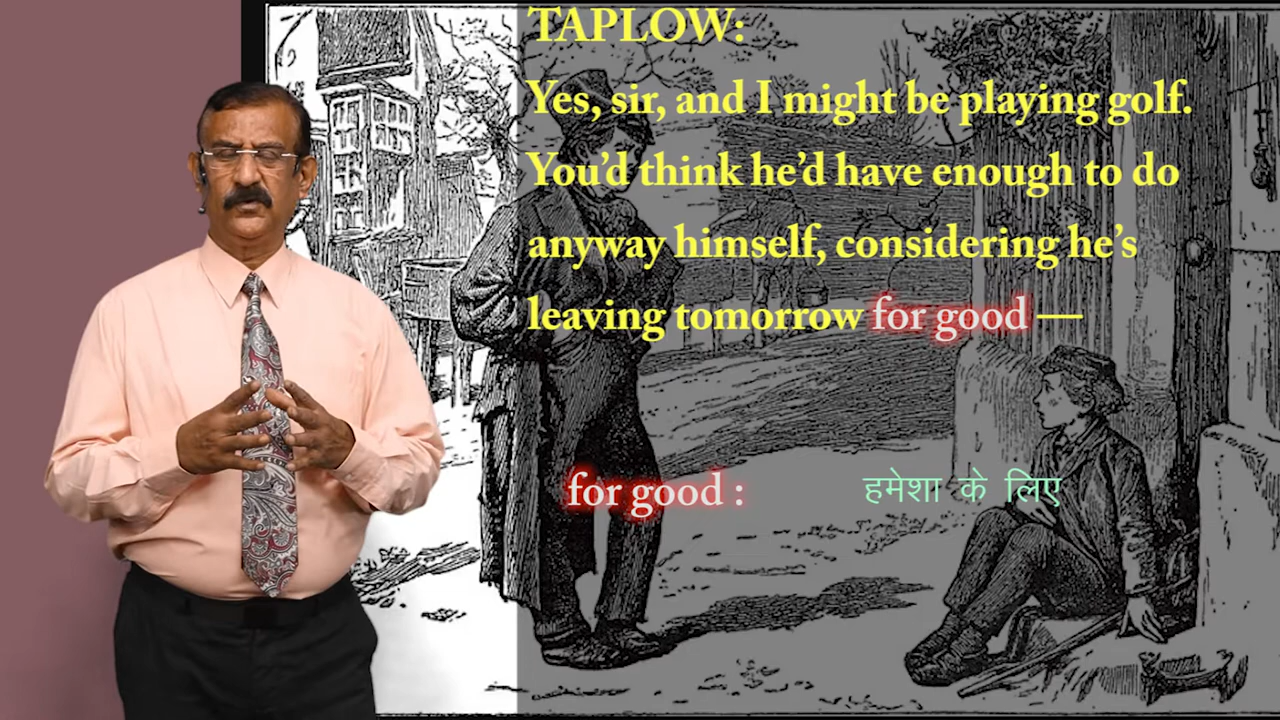 TAPLOW:
Yes, sir, and I might be playing golf.
You’d think he’d have enough to do
anyway himself, considering he’s
leaving tomorrow for good —
for good : हमेशा के लिए